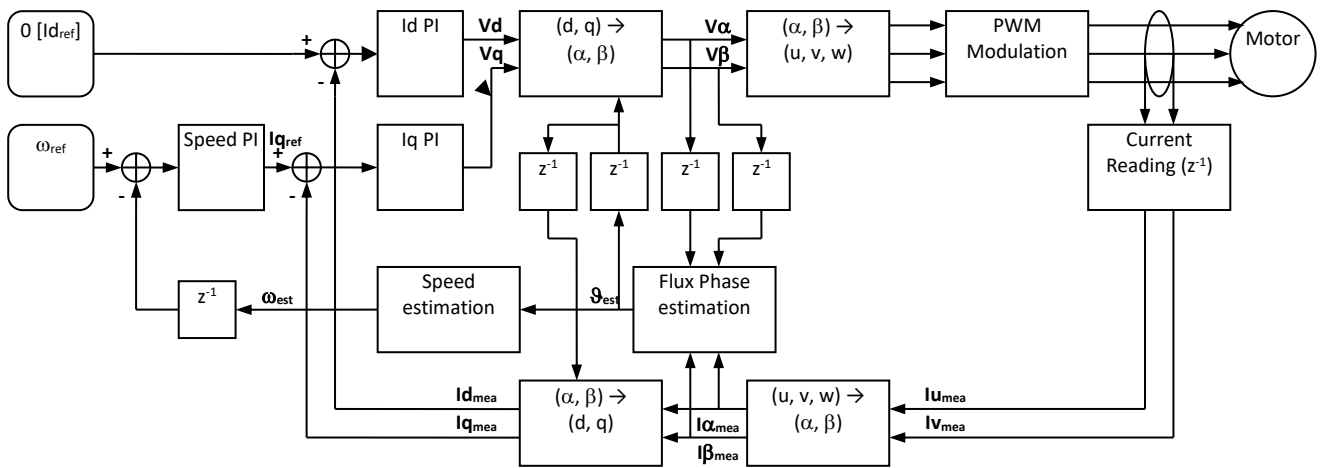 0 [Idref]
+
-
Id PI
Vd
Vq
(d, q) →
(α, β)
Vα
Vβ
(α, β) →
(u, v, w)
PWM
Modulation
Motor
ωref
+
-
Speed PI
Iqref
+
-
Iq PI
z-1
z-1
z-1
z-1
Current
Reading (z-1)
z-1
ωest
Speed
estimation
ϑest
Flux Phase
estimation
Idmea
Iqmea
(α, β) →
(d, q)
Iαmea
Iβmea
(u, v, w) →
(α, β)
Iumea
Ivmea